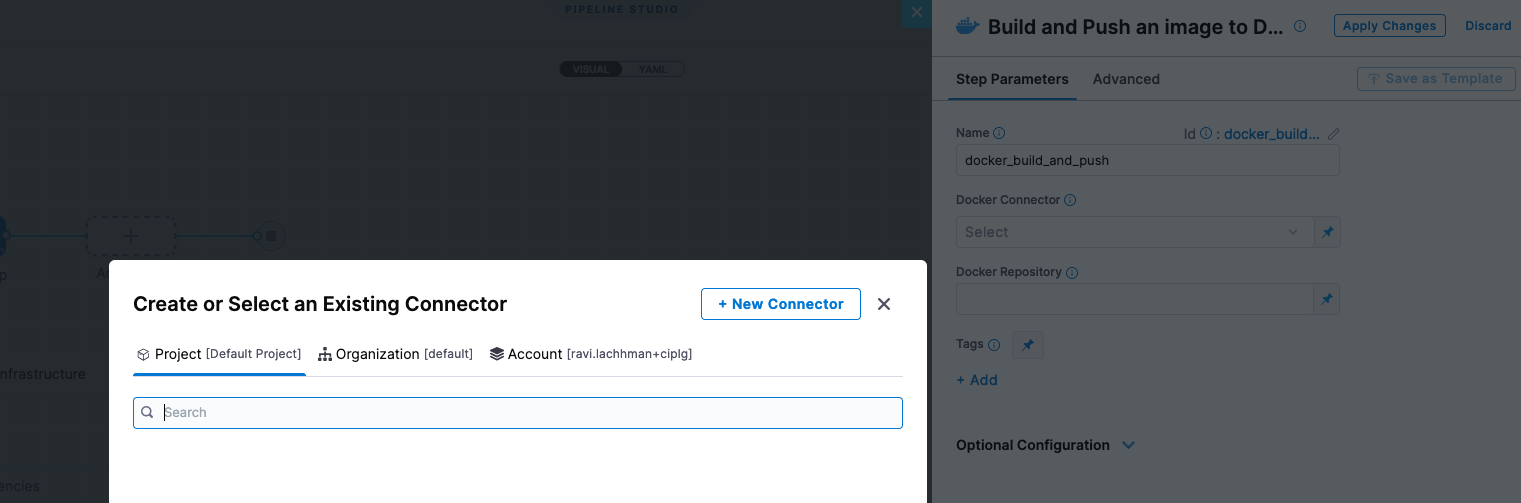 PIPELINE STUDIO
VISUAL YAML
nfrastructure
encies
Create or Select an Existing Connector
+ New Connector
Project [Default Project] Organization [default] Account [ravi.lachhman+ciplg]
Search
Build and Push an image to D...
Apply Changes
Discard
Step Parameters
Advanced
Save as Template
Name
Id : docker_build...
docker_build_and_push
Docker Connector
Select
Docker Repository
Tags
+ Add
Optional Configuration